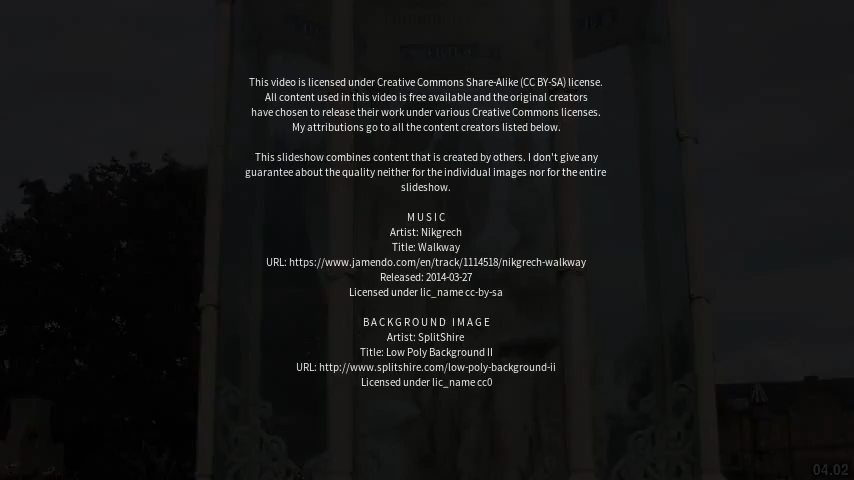 This video is licensed under Creative Commons Share-Alike (CC BY-SA) license.
All content used in this video is free available and the original creators
have chosen to release their work under various Creative Commons licenses.
My attributions go to all the content creators listed below.
This slideshow combines content that is created by others. I don't give any
guarantee about the quality neither for the individual images nor for the entire
slideshow.
MUSIC
Artist: Nikgrech
Title: Walkway
URL: https://www.jamendo.com/en/track/1114518/nikgrech-walkway
Released: 2014-03-27
Licensed under lic_name cc-by-sa
BACKGROUND IMAGE
Artist: SplitShire
Title: Low Poly Background II
URL: http://www.splitshire.com/low-poly-background-ii
Licensed under lic_name cc0
04.02